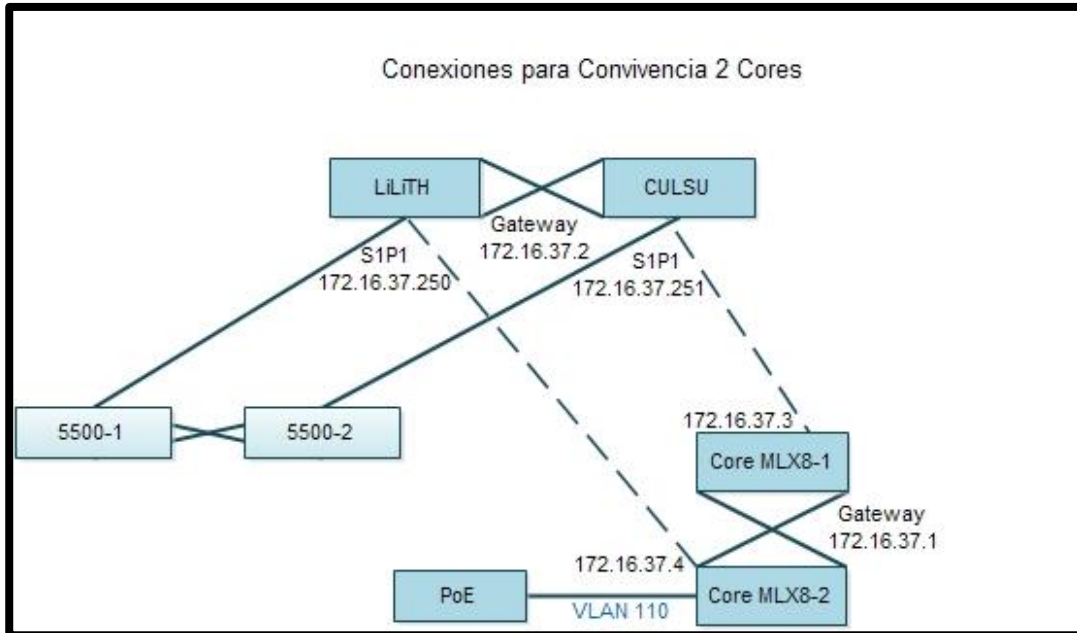 Conexiones para Convivencia 2 Cores
LiLiTH
CULSU
Gateway
172.16.37.2
S1P1
172.16.37.250
S1P1
172.16.37.251
5500-1
5500-2
172.16.37.3
Core MLX8-1
Gateway
172.16.37.1
172.16.37.4
PoE
VLAN 110
Core MLX8-2